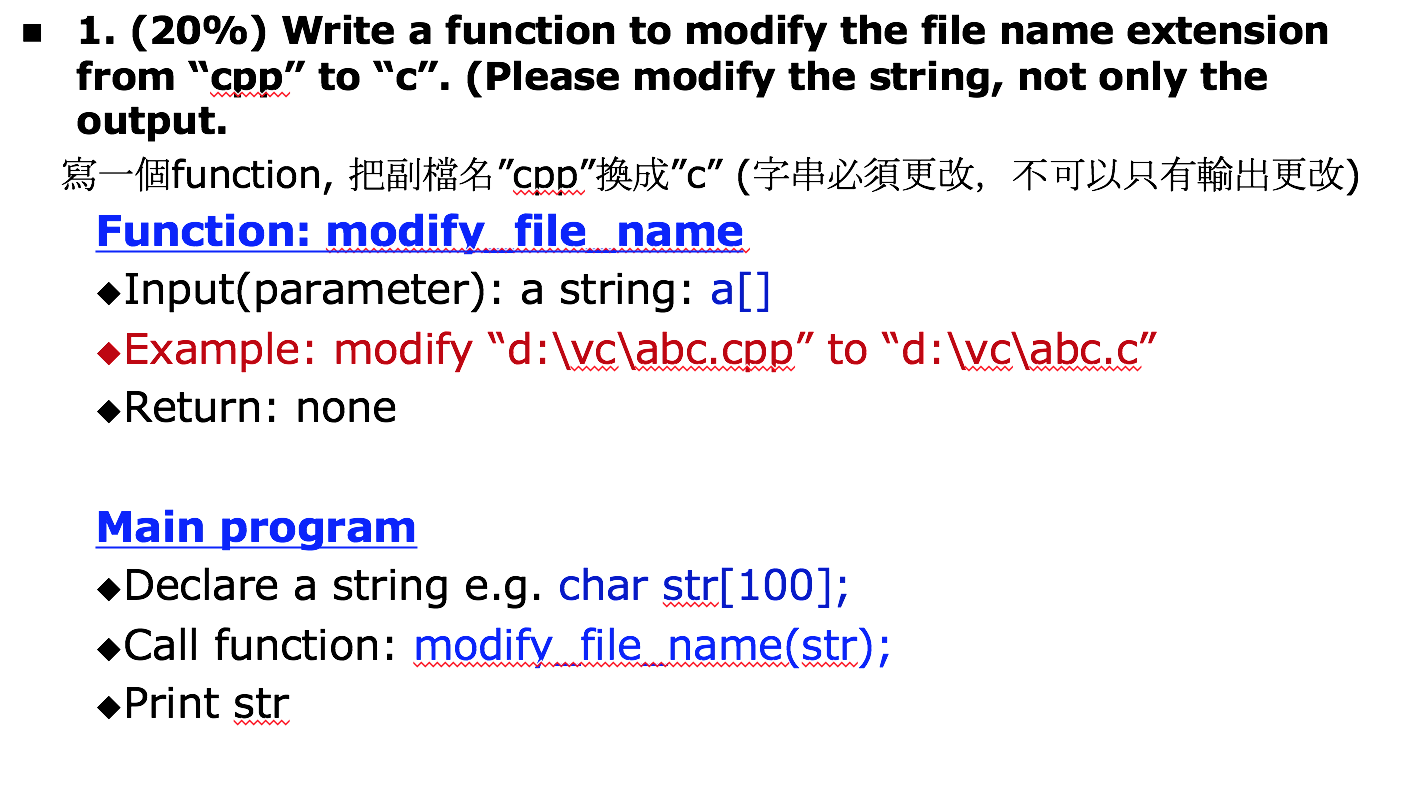 ■ 1. (20%) Write a function to modify the file name extension
from “cpp” to “c”. (Please modify the string, not only the
output.
寫一個function, 把副檔名”cpp”換成”c” (字串必須更改, 不可以只有輸出更改)
Function: modify_file_name
◆Input(parameter): a string: a[]
◆Example: modify “d:\vc\abc.cpp” to “d:\vc\abc.c”
◆Return: none
Main program
◆Declare a string e.g. char str[100];
◆Call function: modify_file_name(str);
◆Print str